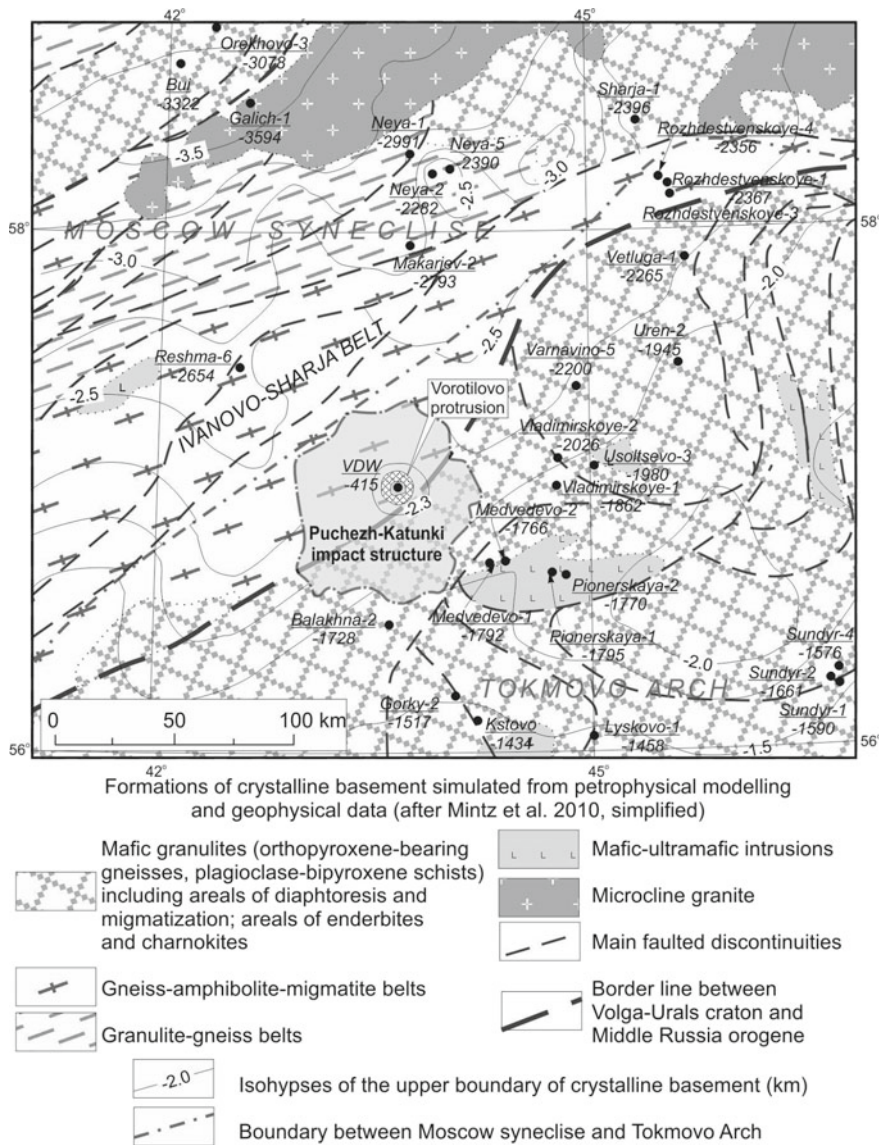 42°
45°
Orekhovo-3
-3078
Bui
-3322
Galich-1
-3594
-3.5
Neya-1
-2991
Neya-5
-2390
Neya-2
-2282
-2.5
-3.0
Sharja-1
-2396
Rozhdestvenskoye-4
-2356
Rozhdestvenskoye-1
-2367
Rozhdestvenskoye-3
58°
58°
MOSCOW SYNECLISE
-3.0
Makarjev-2
-2793
Vetluga-1
-2265
-2.0
Reshma-6
-2654
-2.5
IVANOVO-SHARJA BELT
-2.5
Uren-2
-1945
Varnavino-5
-2200
Vorotilovo
protrusion
Vladimirskoye-2
-2026
Usoltsevo-3
-1980
Vladimirskoye-1
-1862
VDW
-415
-2.3
Puchezh-Katunki
impact structure
Medvedevo-2
-1766
Medvedevo-1
-1792
Pionerskaya-2
-1770
Pionerskaya-1
-1795
Balakhna-2
-1728
-2.0
Sundyr-4
-1576
Sundyr-2
-1661
Sundyr-1
-1590
TOKMOVO ARCH
Gorky-2
-1517
Kstovo
-1434
Lyskovo-1
-1458
-1.5
0 50 100 km
56°
56°
42°
45°
Formations of crystalline basement simulated from petrophysical modelling
and geophysical data (after Mintz et al. 2010, simplified)
Mafic granulites (orthopyroxene-bearing
gneisses, plagioclase-bipyroxene schists)
including areals of diaphtoresis and
migmatization; areals of enderbites
and charnokites
Gneiss-amphibolite-migmatite belts
Granulite-gneiss belts
Mafic-ultramafic intrusions
Microcline granite
Main faulted discontinuities
Border line between
Volga-Urals craton and
Middle Russia orogene
-2.0
Isohypses of the upper boundary of crystalline basement (km)
Boundary between Moscow syneclise and Tokmovo Arch